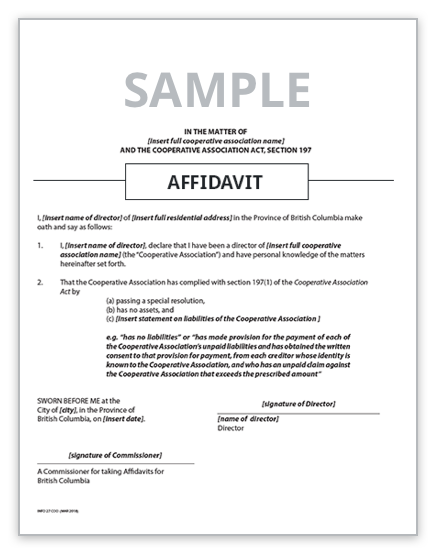 SAMPLE
IN THE MATTER OF
[Insert full cooperative association name]
AND THE COOPERATIVE ASSOCIATION ACT, SECTION 197
AFFIDAVIT
I, [Insert name of director] of [Insert full residential address] in the Province of British Columbia make
oath and say as follows:
1. I, [Insert name of director], declare that I have been a director of [Insert full cooperative
association name] (the “Cooperative Association”) and have personal knowledge of the matters
hereinafter set forth.
2. That the Cooperative Association has complied with section 197(1) of the Cooperative Association
Act by
(a) passing a special resolution,
(b) has no assets, and
(c) [Insert statement on liabilities of the Cooperative Association ]
e.g. “has no liabilities” or “has made provision for the payment of each of
the Cooperative Association’s unpaid liabilities and has obtained the written
consent to that provision for payment, from each creditor whose identity is
known to the Cooperative Association, and who has an unpaid claim against
the Cooperative Association that exceeds the prescribed amount”
SWORN BEFORE ME at the
City of [city], in the Province of
British Columbia, on [Insert date].
[signature of Director]
[name of director]
Director
[signature of Commissioner]
A Commissioner for taking Affidavits for
British Columbia